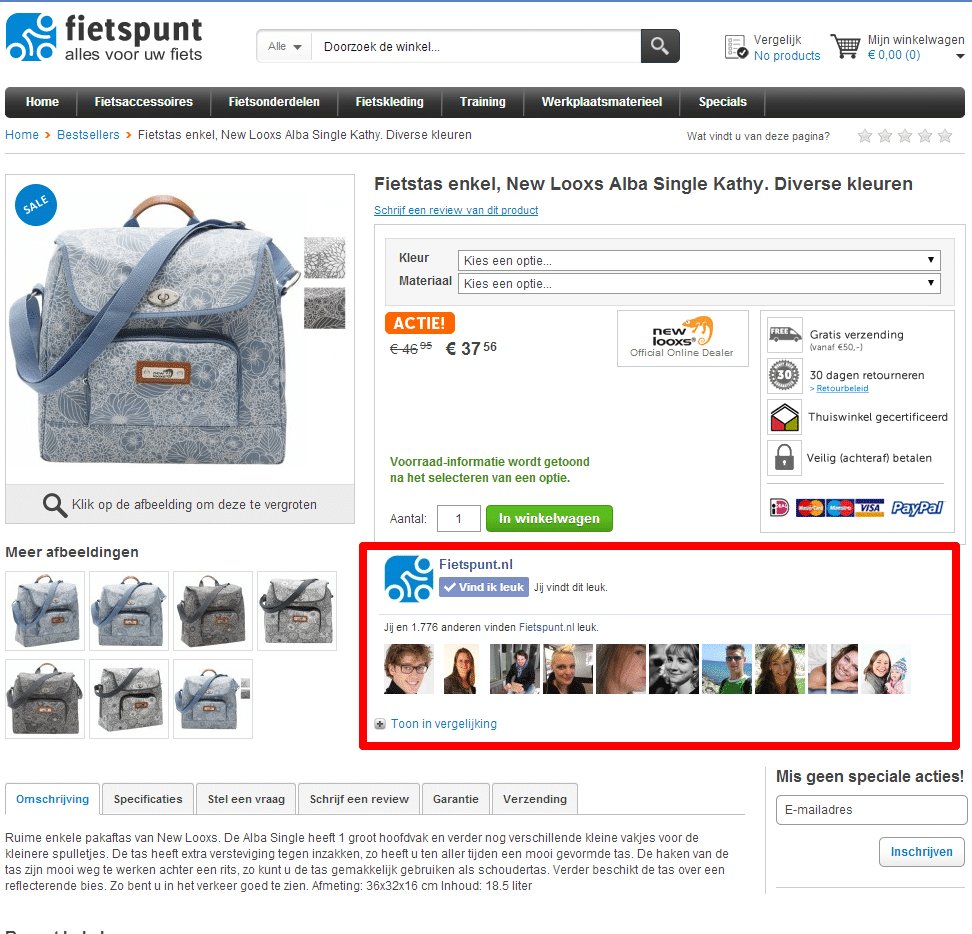 fietspunt
alles voor uw fiets
Alle
Doorzoek de winkel...
Vergelijk
No products
Mijn winkelwagen
€ 0,00 (0)
Home Fietsaccessoires Fietsonderdelen Fietskleding Training Werkplaatsmaterieel Specials
Home > Bestsellers > Fietstas enkel, New Looxs Alba Single Kathy. Diverse kleuren
Wat vindt u van deze pagina?
SALE
Klik op de afbeelding om deze te vergroten
Meer afbeeldingen
Fietstas enkel, New Looxs Alba Single Kathy. Diverse kleuren
Schrijf een review van dit product
Kleur Kies een optie...
Materiaal Kies een optie...
ACTIE!
€ 46 95 € 37 56
new
looxs®
Official Online Dealer
Voorraad-informatie wordt getoond
na het selecteren van een optie.
Aantal: 1 In winkelwagen
FREE
Gratis verzending
(vanaf €50,-)
30
30 dagen retourneren
> Retourbeleid
Thuiswinkel gecertificeerd
Veilig (achteraf) betalen
iDEAL MasterCard Maestro VISA PayPal
Fietspunt.nl
Vind ik leuk Jij vindt dit leuk.
Jij en 1.776 anderen vinden Fietspunt.nl leuk.
Toon in vergelijking
Omschrijving Specificaties Stel een vraag Schrijf een review Garantie Verzending
Ruime enkele pakaftas van New Looxs. De Alba Single heeft 1 groot hoofdvak en verder nog verschillende kleine vakjes voor de
kleinere spulletjes. De tas heeft extra versteviging tegen inzakken, zo heeft u ten aller tijden een mooi gevormde tas. De haken van de
tas zijn mooi weg te werken achter een rits, zo kunt u de tas gemakkelijk gebruiken als schoudertas. Verder beschikt de tas over een
reflecterende bies. Zo bent u in het verkeer goed te zien. Afmeting: 36x32x16 cm Inhoud: 18.5 liter
Mis geen speciale acties!
E-mailadres
Inschrijven